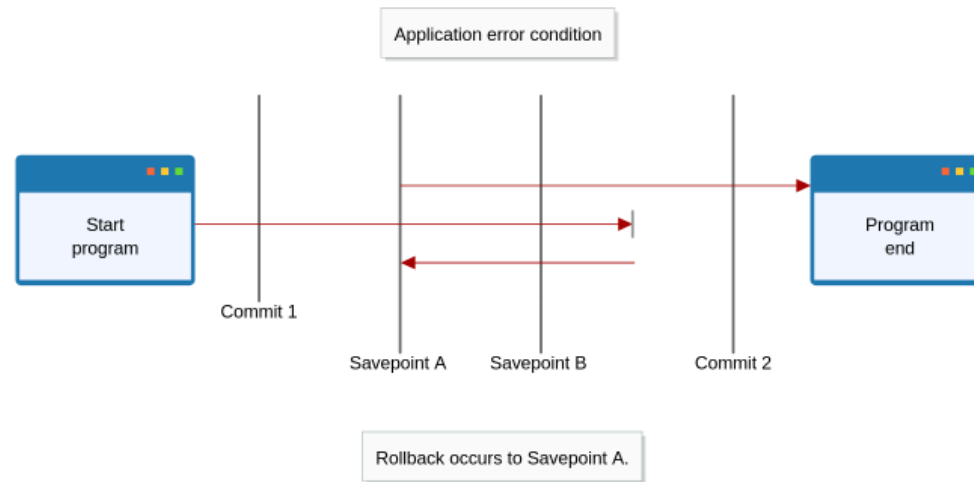 Application error condition
Start
program
Program
end
Commit 1
Savepoint A
Savepoint B
Commit 2
Rollback occurs to Savepoint A.